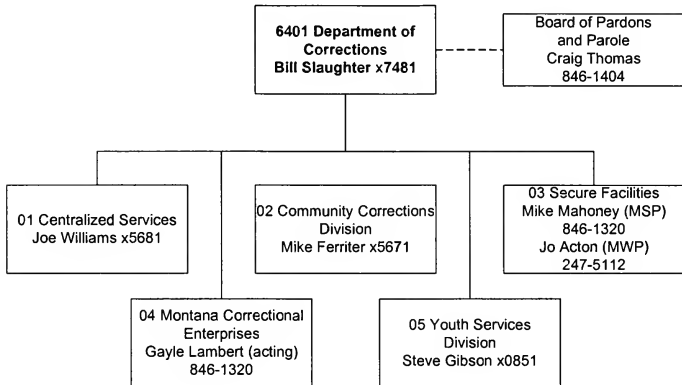 6401 Department of
Corrections
Bill Slaughter x7481
Board of Pardons
and Parole
Craig Thomas
846-1404
01 Centralized Services
Joe Williams x5681
02 Community Corrections
Division
Mike Ferriter x5671
03 Secure Facilities
Mike Mahoney (MSP)
846-1320
Jo Acton (MWP)
247-5112
04 Montana Correctional
Enterprises
Gayle Lambert (acting)
846-1320
05 Youth Services
Division
Steve Gibson x0851